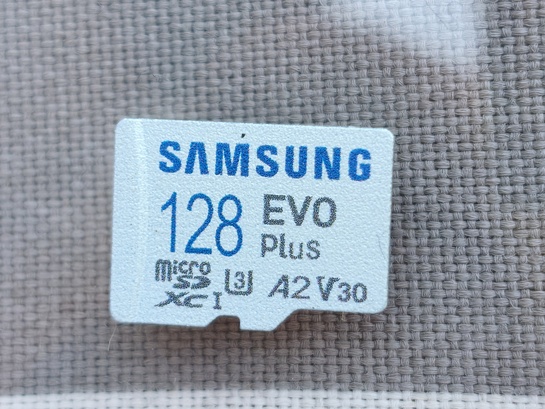 SAMSUNG
128 EVO
Plus
micro
SD
XC I U3 A2 V30